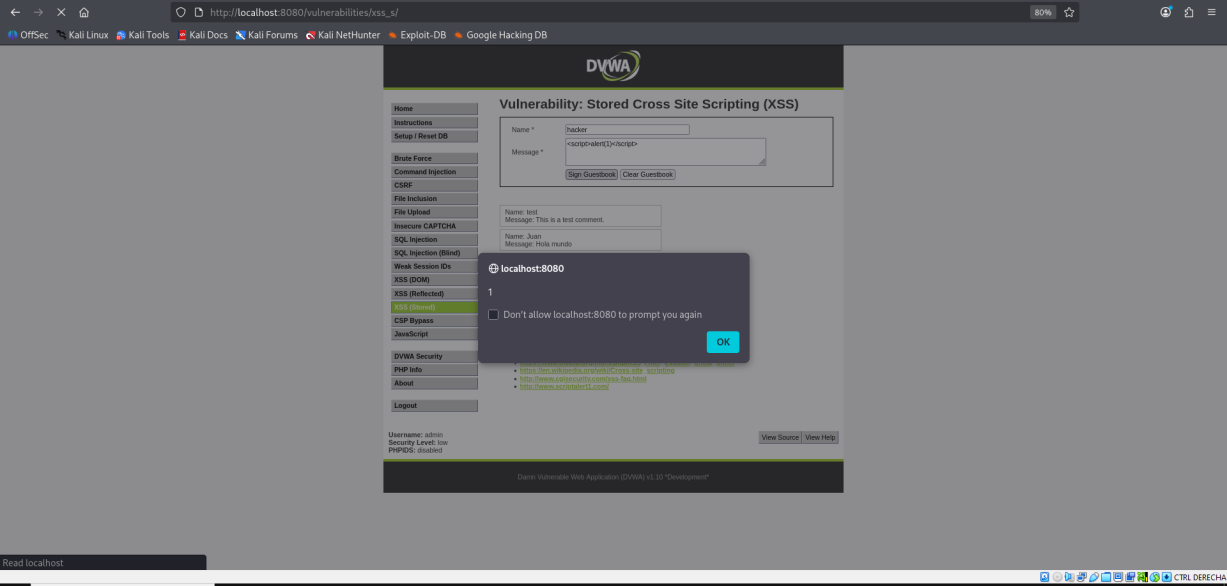 http://localhost:8080/vulnerabilities/xss_s/
80%
OffSec Kali Linux Kali Tools Kali Docs Kali Forums Kali NetHunter Exploit-DB Google Hacking DB
DVWA
Home
Instructions
Setup / Reset DB
Brute Force
Command Injection
CSRF
File Inclusion
File Upload
Insecure CAPTCHA
SQL Injection
SQL Injection (Blind)
Weak Session IDs
XSS (DOM)
XSS (Reflected)
XSS (Stored)
CSP Bypass
JavaScript
DVWA Security
PHP Info
About
Logout
Vulnerability: Stored Cross Site Scripting (XSS)
Name *
hacker
Message *
<script>alert(1)</script>
Sign Guestbook Clear Guestbook
Name: test
Message: This is a test comment.
Name: Juan
Message: Hola mundo
localhost:8080
1
Don't allow localhost:8080 to prompt you again
OK
https://en.wikipedia.org/wiki/Cross-site_scripting
http://www.cgisecurity.com/xss-faq.html
http://www.scriptalert1.com/
Username: admin
Security Level: low
PHPIDS: disabled
View Source View Help
Damn Vulnerable Web Application (DVWA) v1.10 *Development*
Read localhost
CTRL DERECHA